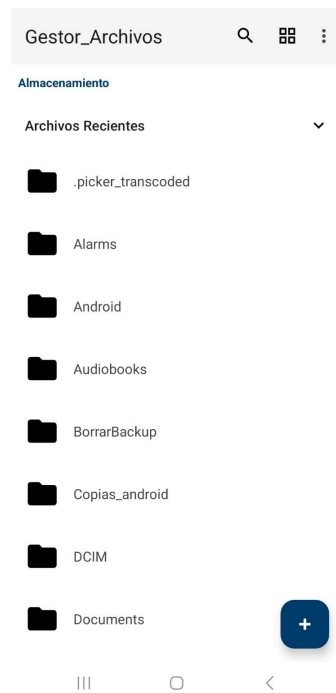 Gestor_Archivos
Almacenamiento
Archivos Recientes
.picker_transcoded
Alarms
Android
Audiobooks
BorrarBackup
Copias_android
DCIM
Documents